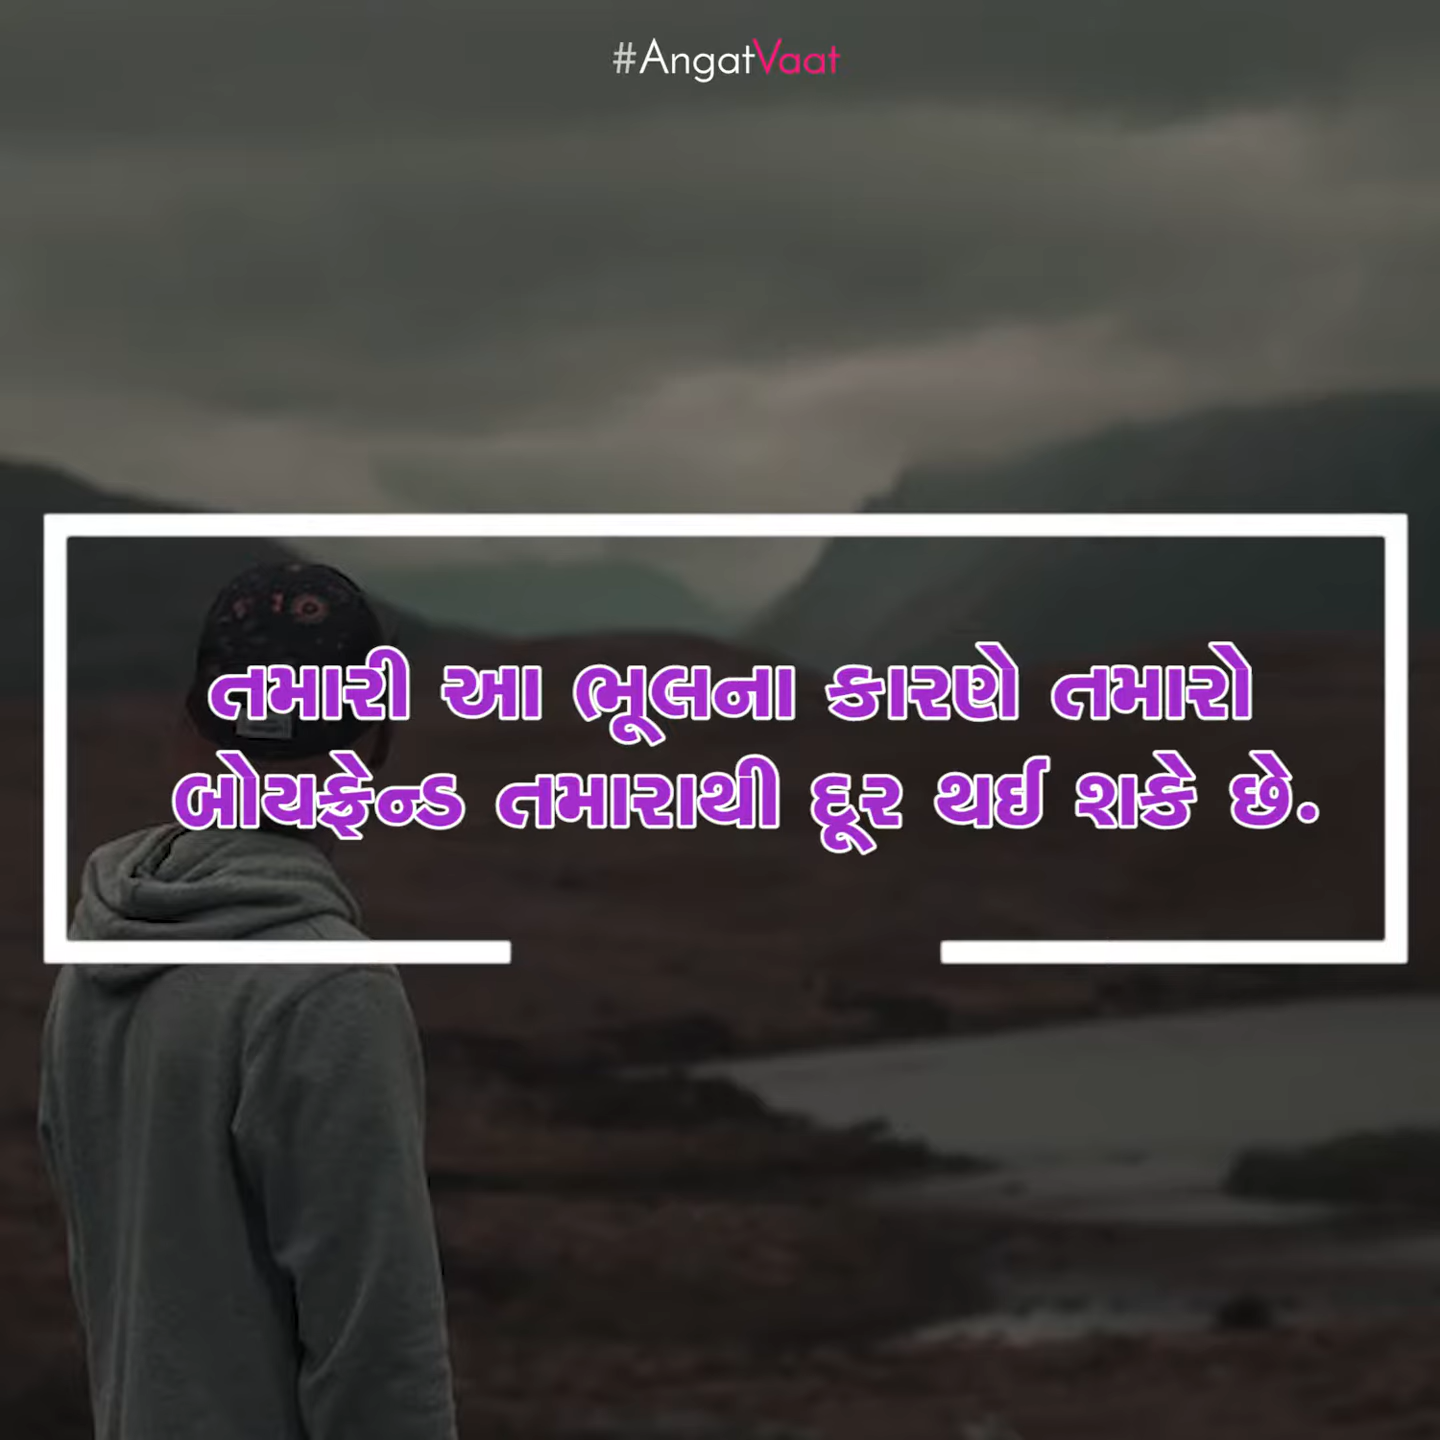 #AngatVaat
તમારી આ ભૂલના કારણે તમારો
બોયફ્રેન્ડ તમારાથી દૂર થઈ શકે છે.